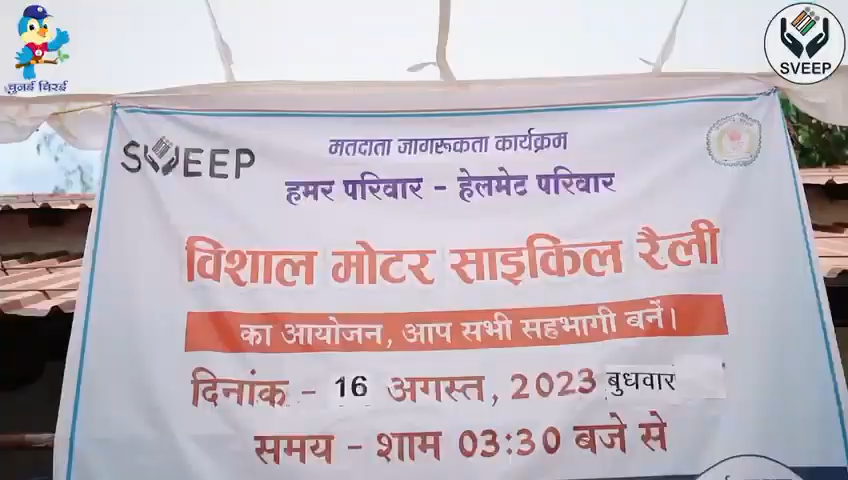 चुनई चिरई
SVEEP
SWEEP
मतदाता जागरूकता कार्यक्रम
हमर परिवार - हेलमेट परिवार
विशाल मोटर साइकिल रैली
का आयोजन, आप सभी सहभागी बनें।
दिनांक - 16 अगस्त, 2023 बुधवार
समय - शाम 03:30 बजे से